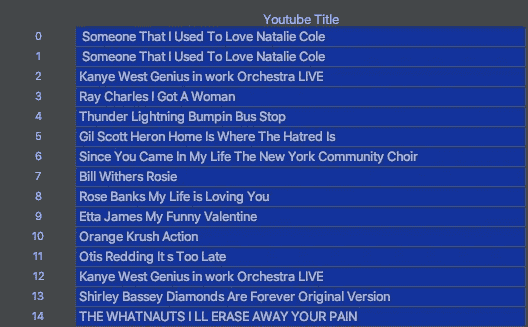 Youtube Title
0 Someone That I Used To Love Natalie Cole
1 Someone That I Used To Love Natalie Cole
2 Kanye West Genius in work Orchestra LIVE
3 Ray Charles I Got A Woman
4 Thunder Lightning Bumpin Bus Stop
5 Gil Scott Heron Home Is Where The Hatred Is
6 Since You Came In My Life The New York Community Choir
7 Bill Withers Rosie
8 Rose Banks My Life is Loving You
9 Etta James My Funny Valentine
10 Orange Krush Action
11 Otis Redding It s Too Late
12 Kanye West Genius in work Orchestra LIVE
13 Shirley Bassey Diamonds Are Forever Original Version
14 THE WHATNAUTS I LL ERASE AWAY YOUR PAIN